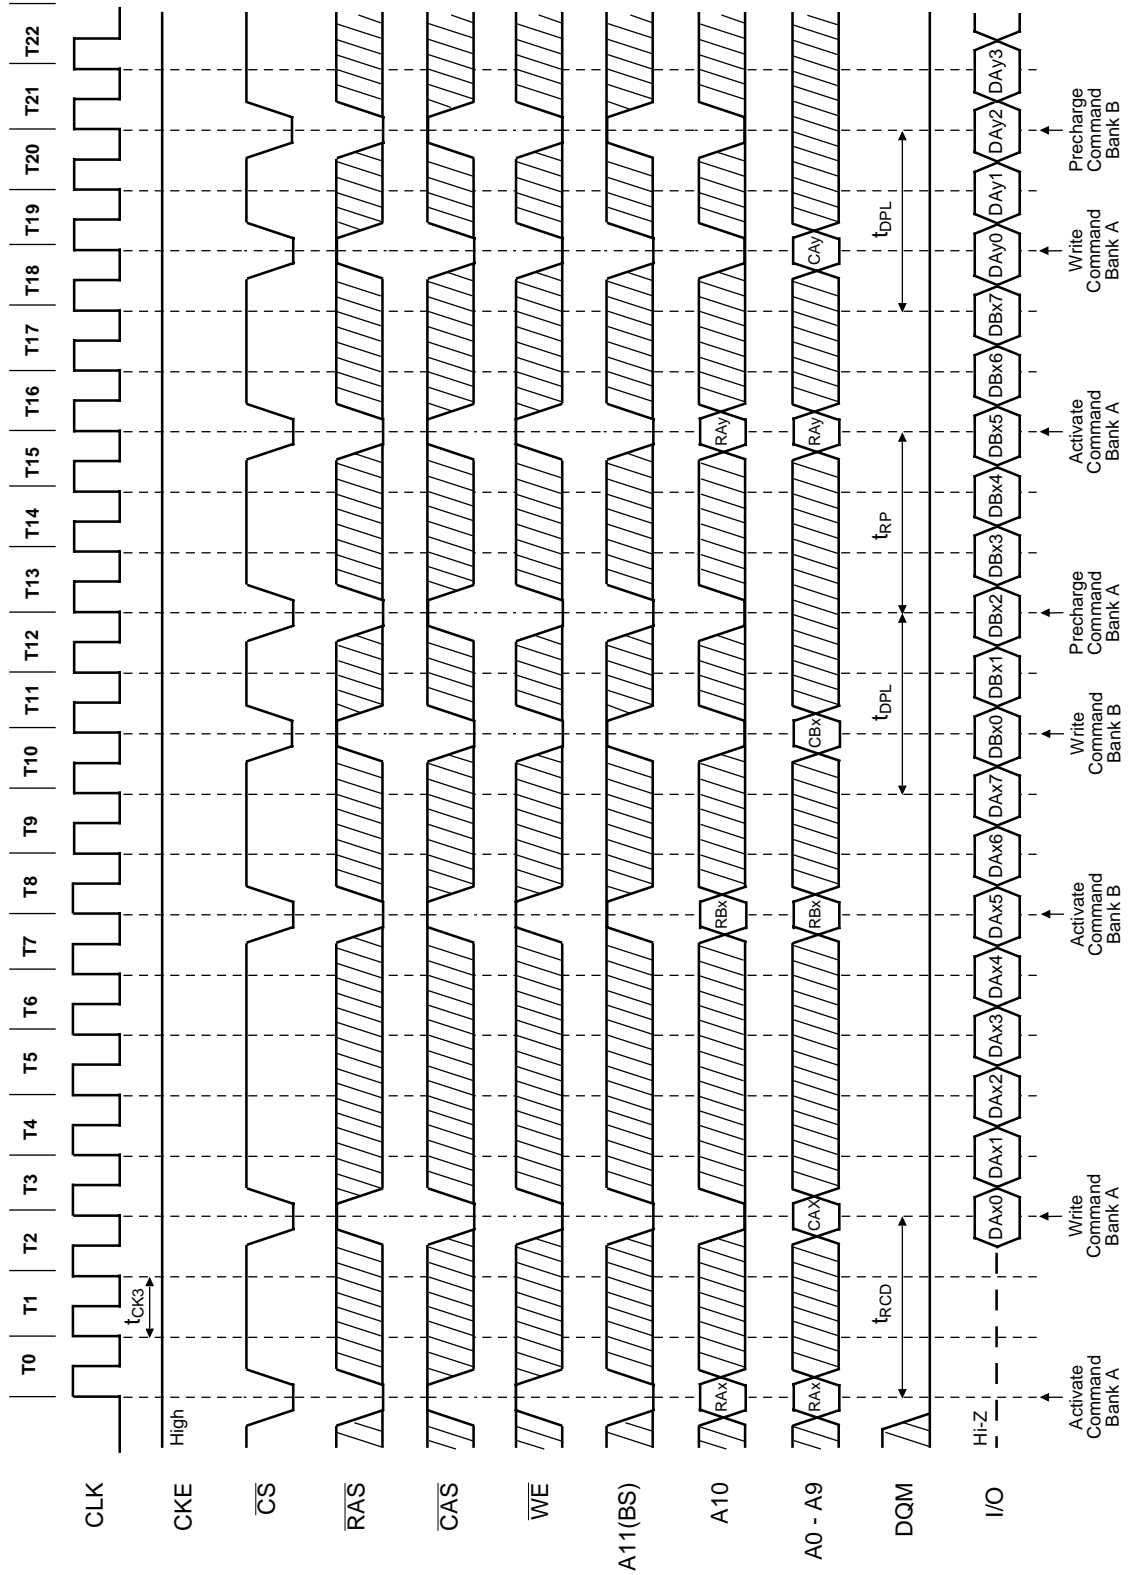 T0 T1 T2 T3 T4 T5 T6 T7 T8 T9 T10 T11 T12 T13 T14 T15 T16 T17 T18 T19 T20 T21 T22
CLK
tCK3
CKE
High
CS
RAS
CAS
WE
A11(BS)
A10
RAx RBx RAy
A0 - A9
RAx CAX RBx CBx RAy CAy
DQM
tRCD tDPL tRP tDPL
I/O
Hi-Z
DAx0 DAx1 DAx2 DAx3 DAx4 DAx5 DAx6 DAx7 DBx0 DBx1 DBx2 DBx3 DBx4 DBx5 DBx6 DBx7 DAy0 DAy1 DAy2 DAy3
Activate
Command
Bank A
Write
Command
Bank A
Activate
Command
Bank B
Write
Command
Bank B
Precharge
Command
Bank A
Activate
Command
Bank A
Write
Command
Bank A
Precharge
Command
Bank B